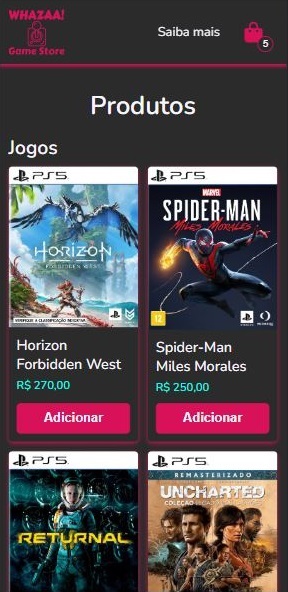 WHAZAA!
Game Store
Saiba mais
5
Produtos
Jogos
PS5
HORIZON
FORBIDDEN WEST
Horizon
Forbidden West
R$ 270,00
Adicionar
PS5
MARVEL
SPIDER-MAN
MILES MORALES
12
Spider-Man
Miles Morales
R$ 250,00
Adicionar
PS5
RETURNAL
PS5
REMASTERIZADO
UNCHARTED